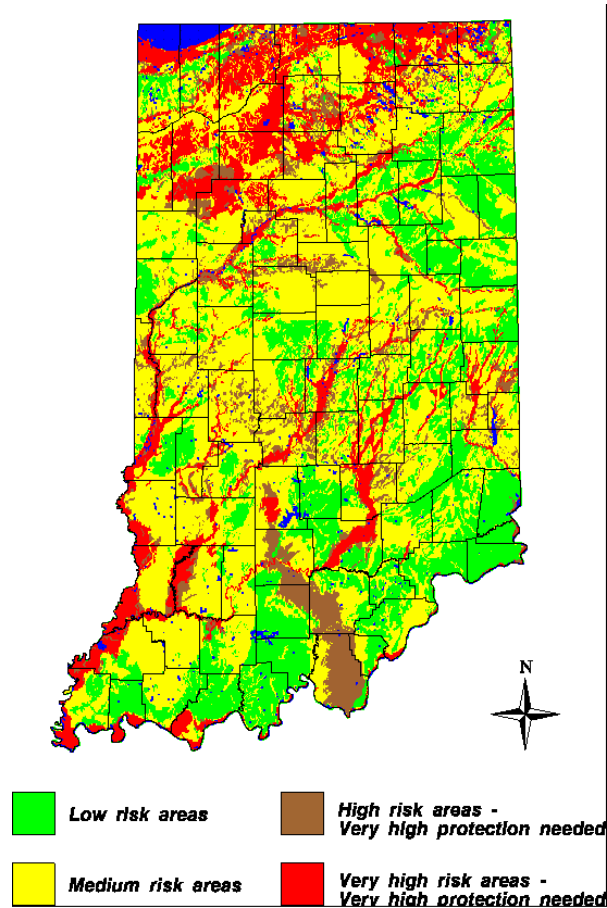 N
Low risk areas
High risk areas -
Very high protection needed
Medium risk areas
Very high risk areas -
Very high protection needed